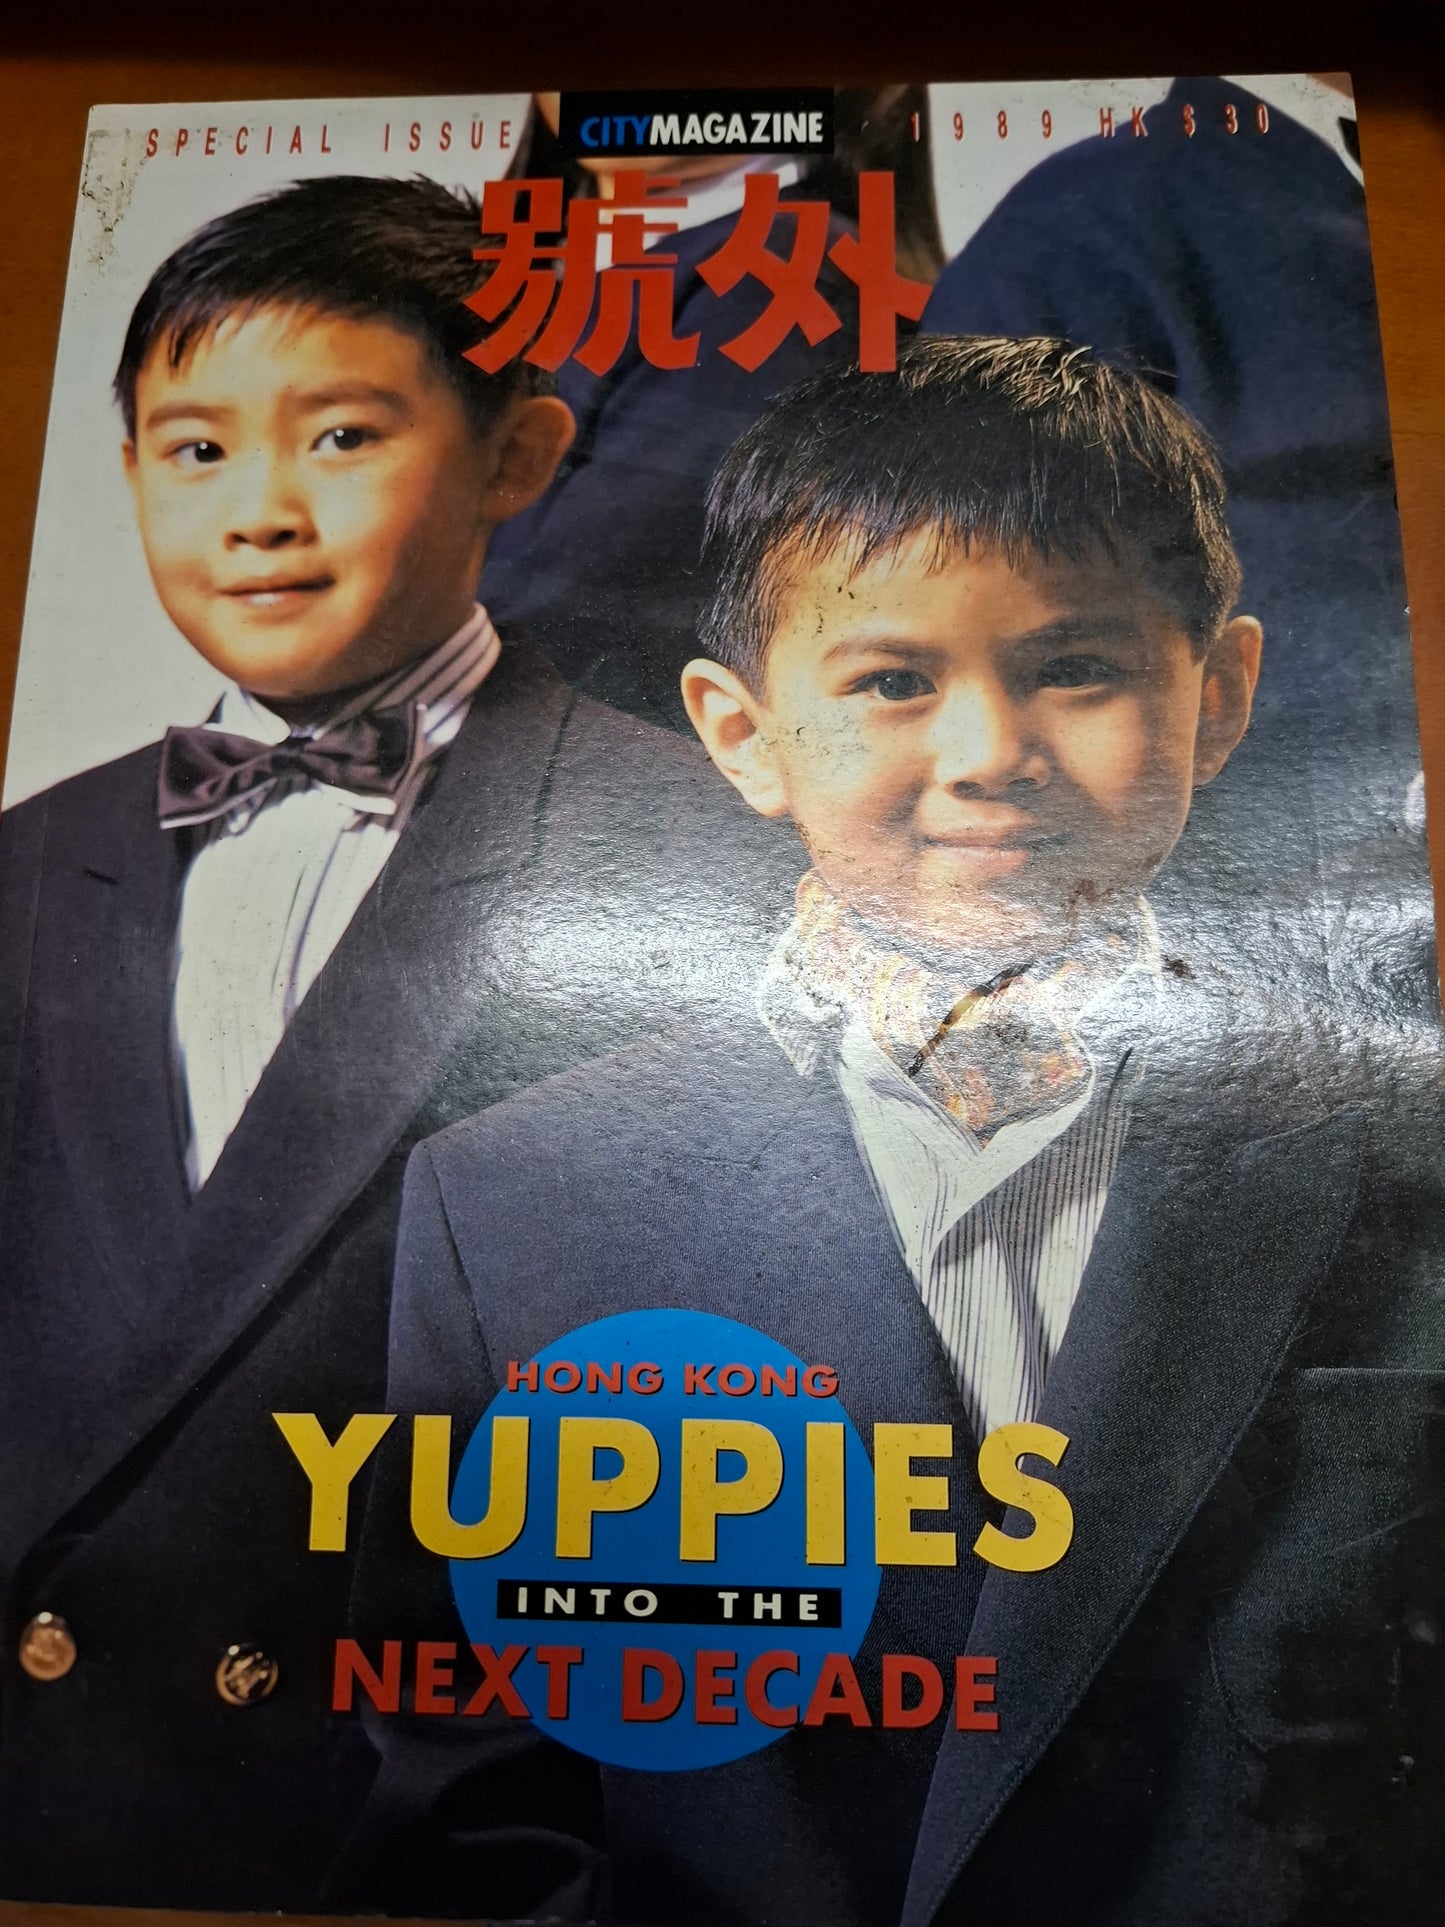 SPECIAL ISSUE CITYMAGAZINE 1989 HK $30
號外
HONG KONG
YUPPIES
INTO THE
NEXT DECADE